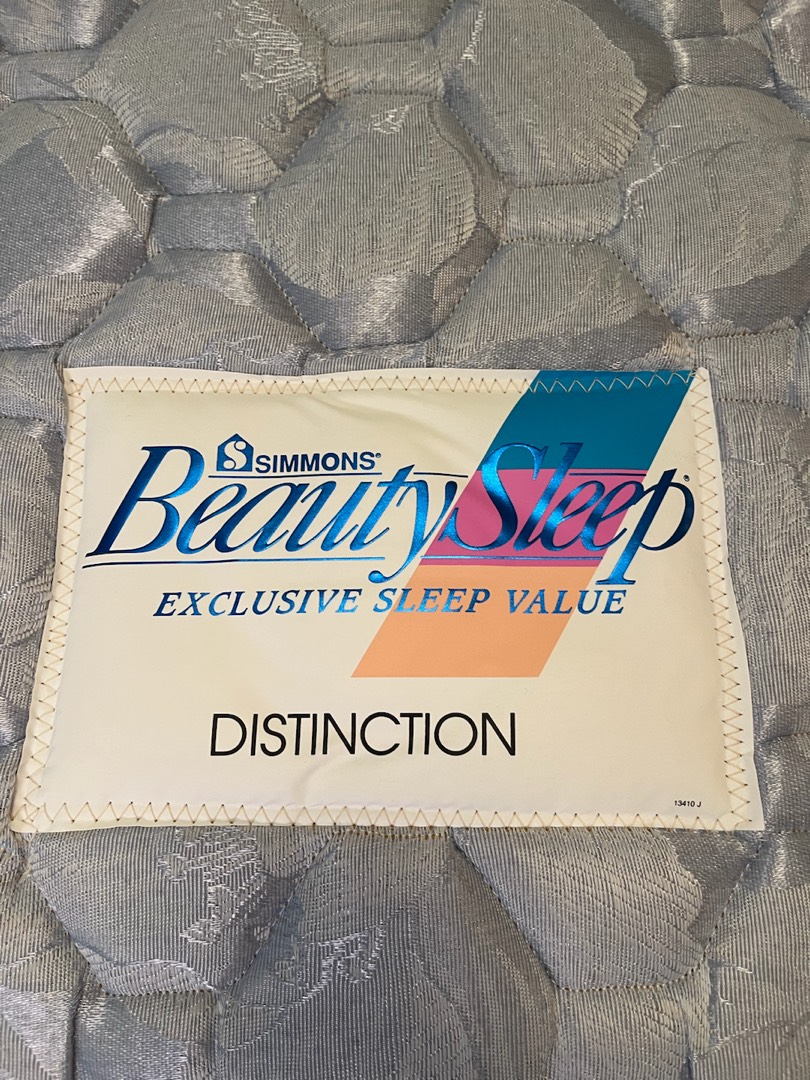 SIMMONS®
BeautySleep®
EXCLUSIVE SLEEP VALUE
DISTINCTION
13410 J